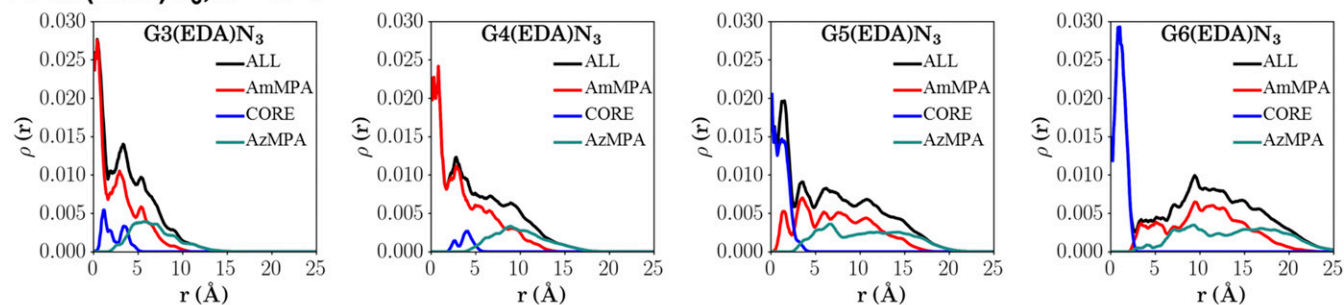 G3(EDA)N₃
ALL
AmMPA
CORE
AzMPA
0.030
0.025
0.020
0.015
0.010
0.005
0.000
ρ (r)
0 5 10 15 20 25
r (Å)
G4(EDA)N₃
ALL
AmMPA
CORE
AzMPA
0.030
0.025
0.020
0.015
0.010
0.005
0.000
ρ (r)
0 5 10 15 20 25
r (Å)
G5(EDA)N₃
ALL
AmMPA
CORE
AzMPA
0.030
0.025
0.020
0.015
0.010
0.005
0.000
ρ (r)
0 5 10 15 20 25
r (Å)
G6(EDA)N₃
ALL
AmMPA
CORE
AzMPA
0.030
0.025
0.020
0.015
0.010
0.005
0.000
ρ (r)
0 5 10 15 20 25
r (Å)